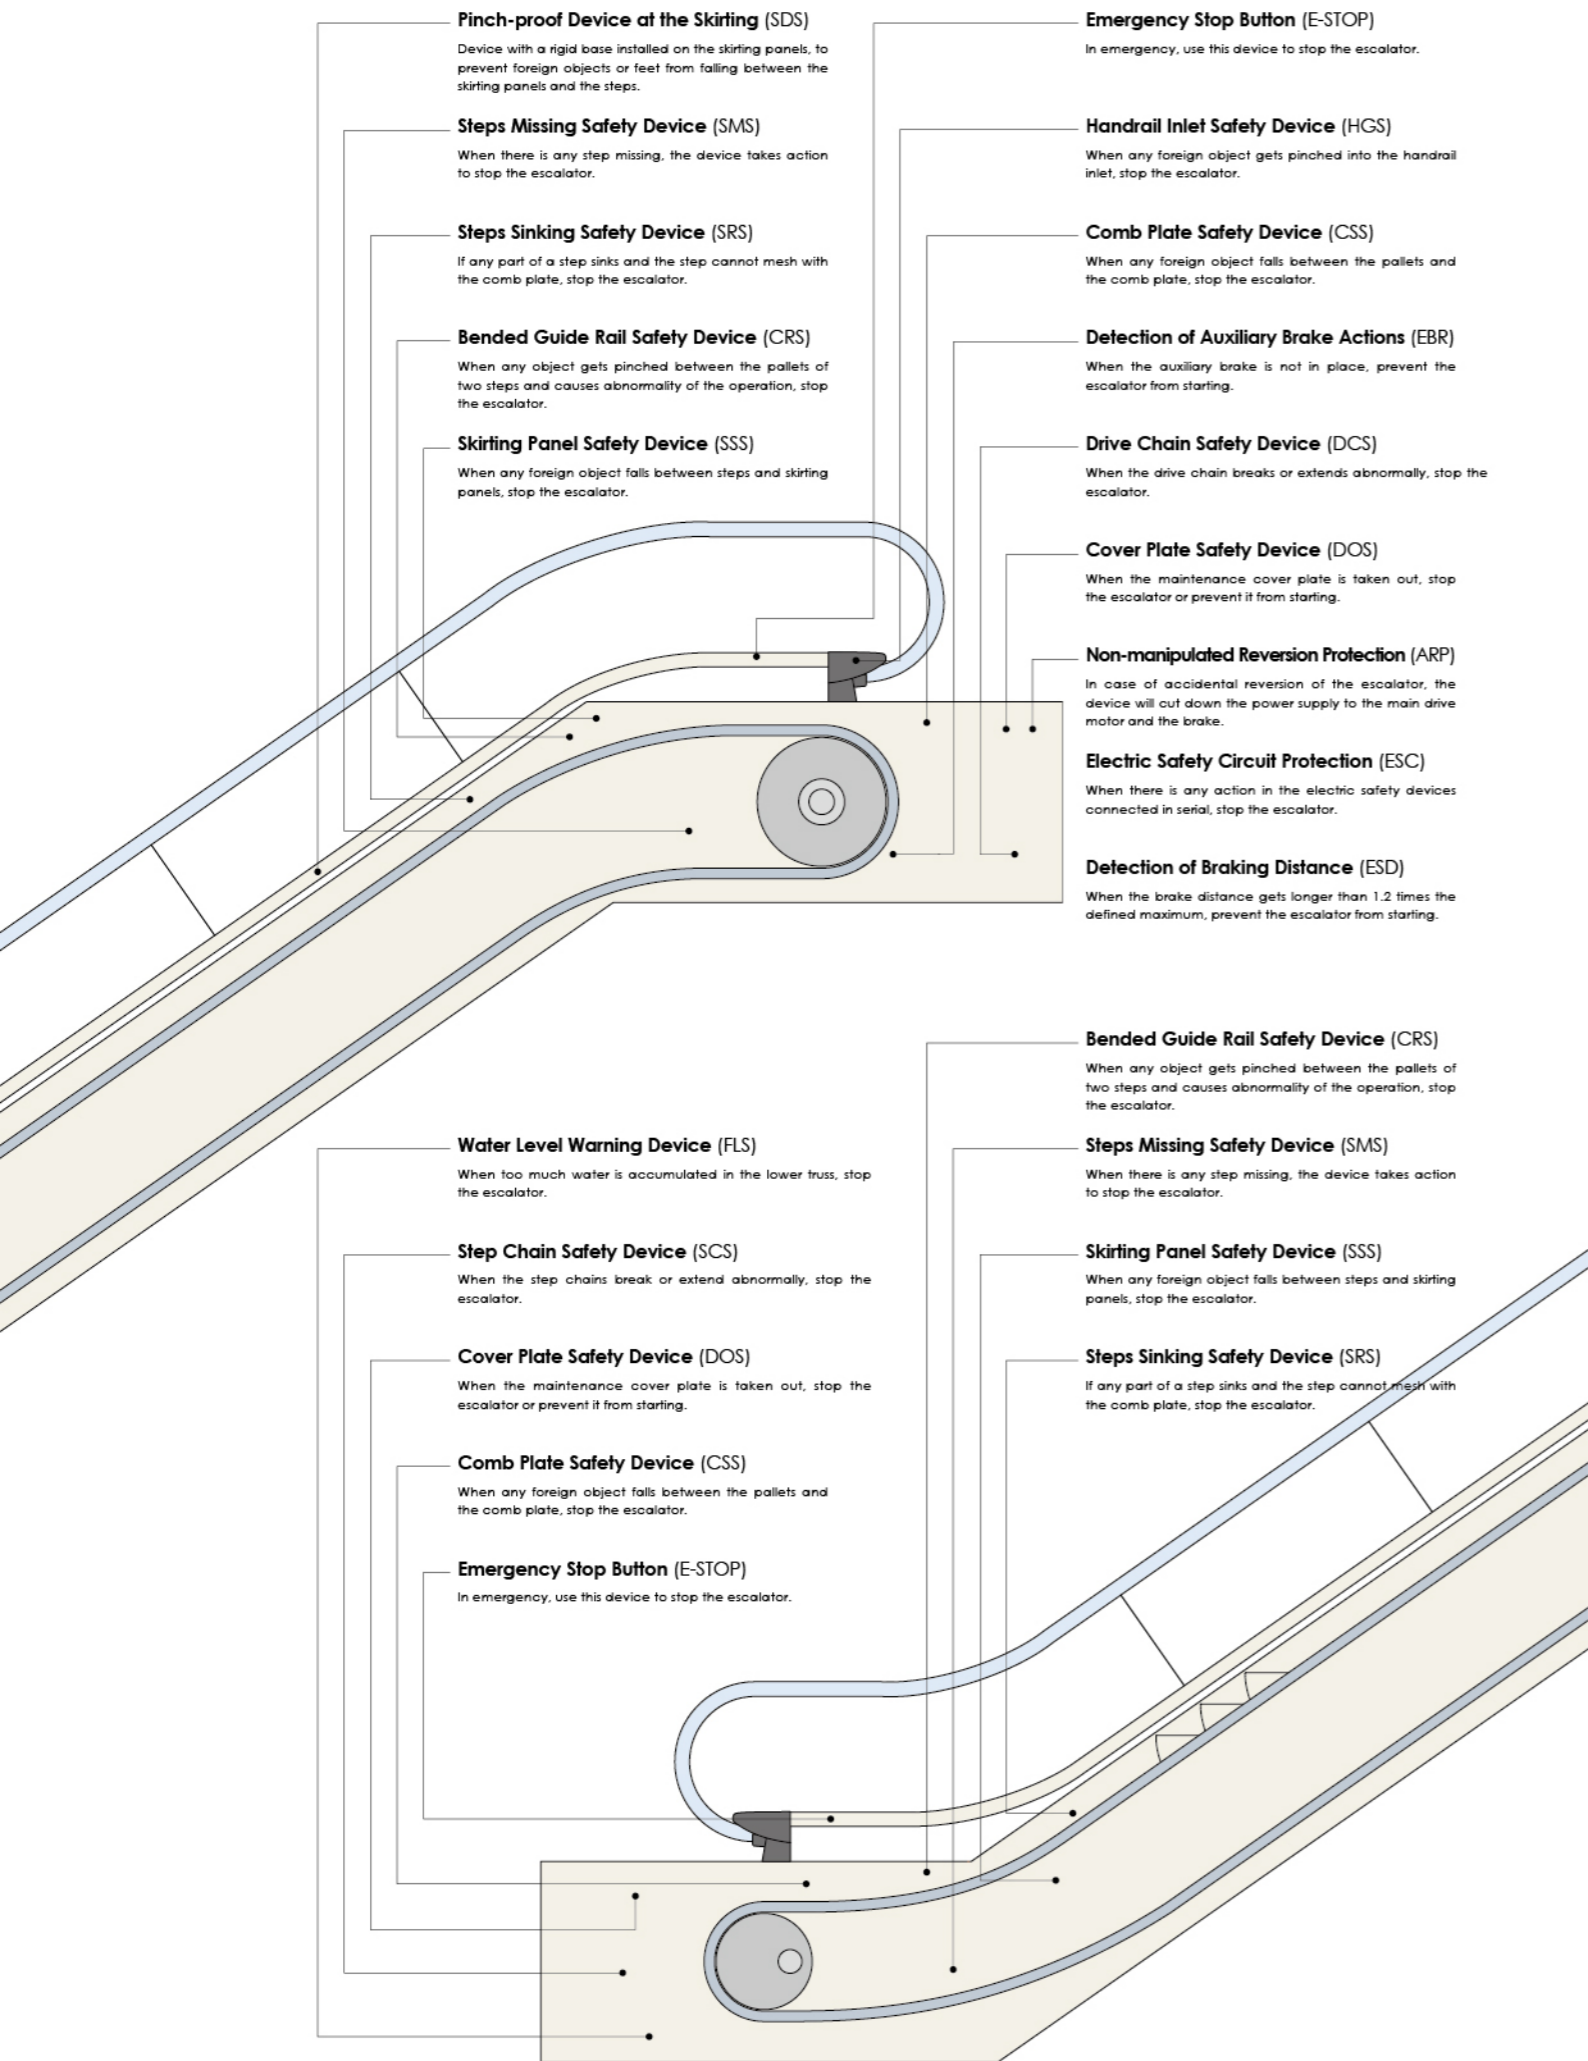 Pinch-proof Device at the Skirting (SDS)
Device with a rigid base installed on the skirting panels, to
prevent foreign objects or feet from falling between the
skirting panels and the steps.
Steps Missing Safety Device (SMS)
When there is any step missing, the device takes action
to stop the escalator.
Steps Sinking Safety Device (SRS)
If any part of a step sinks and the step cannot mesh with
the comb plate, stop the escalator.
Bended Guide Rail Safety Device (CRS)
When any object gets pinched between the pallets of
two steps and causes abnormality of the operation, stop
the escalator.
Skirting Panel Safety Device (SSS)
When any foreign object falls between steps and skirting
panels, stop the escalator.
Emergency Stop Button (E-STOP)
In emergency, use this device to stop the escalator.
Handrail Inlet Safety Device (HGS)
When any foreign object gets pinched into the handrail
inlet, stop the escalator.
Comb Plate Safety Device (CSS)
When any foreign object falls between the pallets and
the comb plate, stop the escalator.
Detection of Auxiliary Brake Actions (EBR)
When the auxiliary brake is not in place, prevent the
escalator from starting.
Drive Chain Safety Device (DCS)
When the drive chain breaks or extends abnormally, stop the
escalator.
Cover Plate Safety Device (DOS)
When the maintenance cover plate is taken out, stop
the escalator or prevent it from starting.
Non-manipulated Reversion Protection (ARP)
In case of accidental reversion of the escalator, the
device will cut down the power supply to the main drive
motor and the brake.
Electric Safety Circuit Protection (ESC)
When there is any action in the electric safety devices
connected in serial, stop the escalator.
Detection of Braking Distance (ESD)
When the brake distance gets longer than 1.2 times the
defined maximum, prevent the escalator from starting.
Water Level Warning Device (FLS)
When too much water is accumulated in the lower truss, stop
the escalator.
Step Chain Safety Device (SCS)
When the step chains break or extend abnormally, stop the
escalator.
Cover Plate Safety Device (DOS)
When the maintenance cover plate is taken out, stop the
escalator or prevent it from starting.
Comb Plate Safety Device (CSS)
When any foreign object falls between the pallets and
the comb plate, stop the escalator.
Emergency Stop Button (E-STOP)
In emergency, use this device to stop the escalator.
Bended Guide Rail Safety Device (CRS)
When any object gets pinched between the pallets of
two steps and causes abnormality of the operation, stop
the escalator.
Steps Missing Safety Device (SMS)
When there is any step missing, the device takes action
to stop the escalator.
Skirting Panel Safety Device (SSS)
When any foreign object falls between steps and skirting
panels, stop the escalator.
Steps Sinking Safety Device (SRS)
If any part of a step sinks and the step cannot mesh with
the comb plate, stop the escalator.